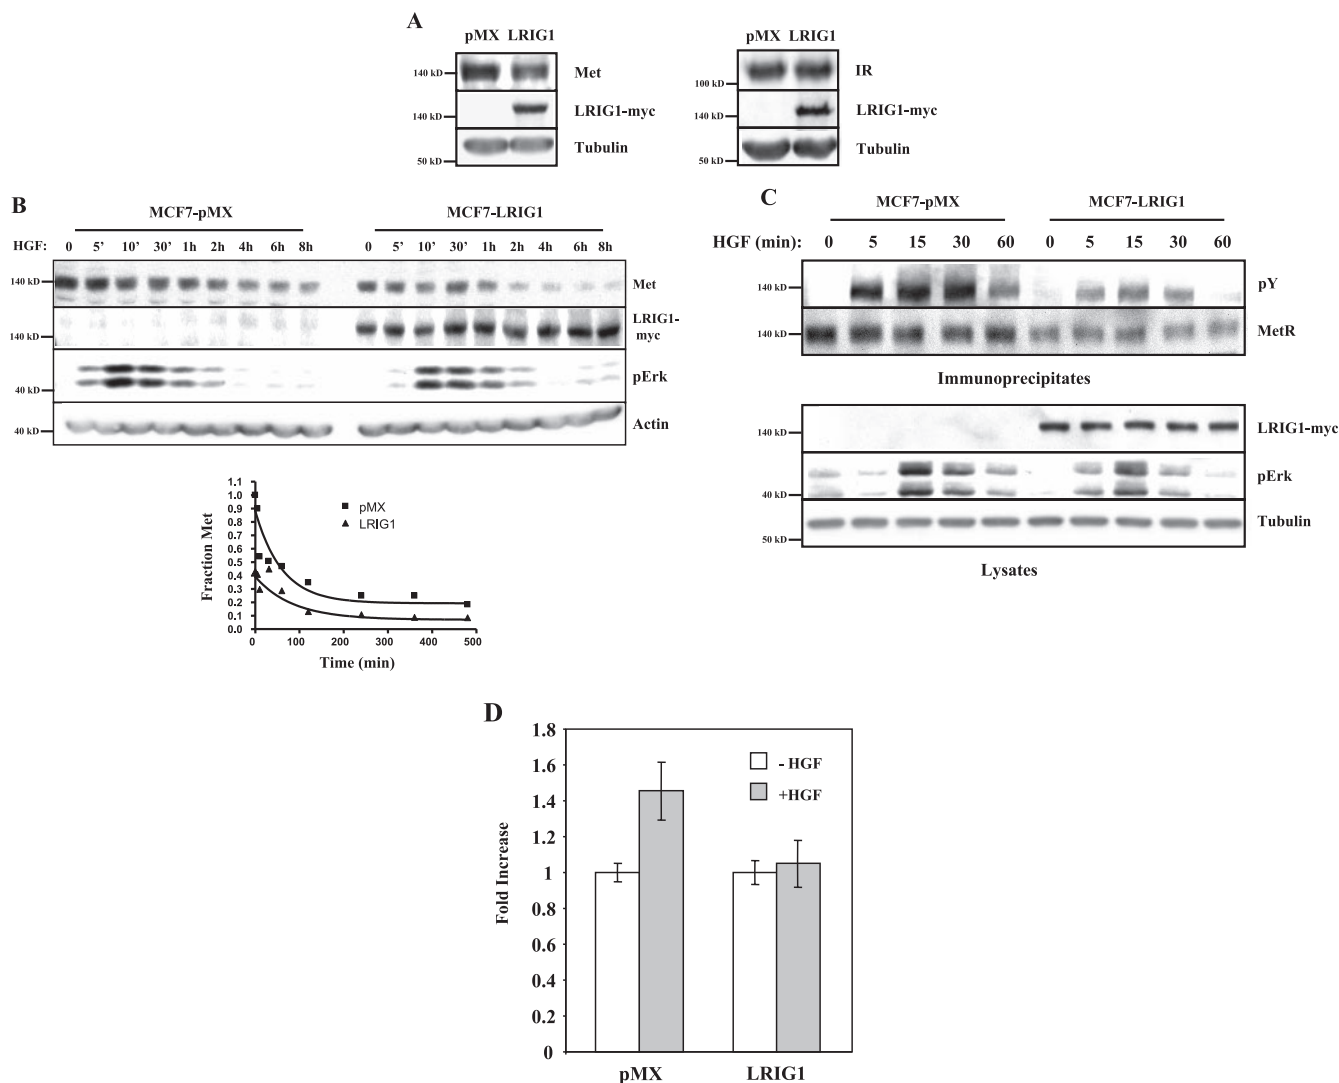 A
pMX LRIG1
140 kD
Met
140 kD
LRIG1-myc
50 kD
Tubulin
pMX LRIG1
100 kD
IR
140 kD
LRIG1-myc
50 kD
Tubulin
B
MCF7-pMX
MCF7-LRIG1
HGF: 0 5' 10' 30' 1h 2h 4h 6h 8h 0 5' 10' 30' 1h 2h 4h 6h 8h
140 kD
Met
140 kD
LRIG1-
myc
40 kD
pErk
40 kD
Actin
1.1
1.0
0.9
0.8
0.7
0.6
0.5
0.4
0.3
0.2
0.1
0.0
Fraction Met
pMX
LRIG1
0 100 200 300 400 500
Time (min)
C
MCF7-pMX
MCF7-LRIG1
HGF (min): 0 5 15 30 60 0 5 15 30 60
140 kD
pY
140 kD
MetR
Immunoprecipitates
140 kD
LRIG1-myc
40 kD
pErk
50 kD
Tubulin
Lysates
D
1.8
1.6
1.4
1.2
1
0.8
0.6
0.4
0.2
0
Fold Increase
- HGF
+HGF
pMX
LRIG1